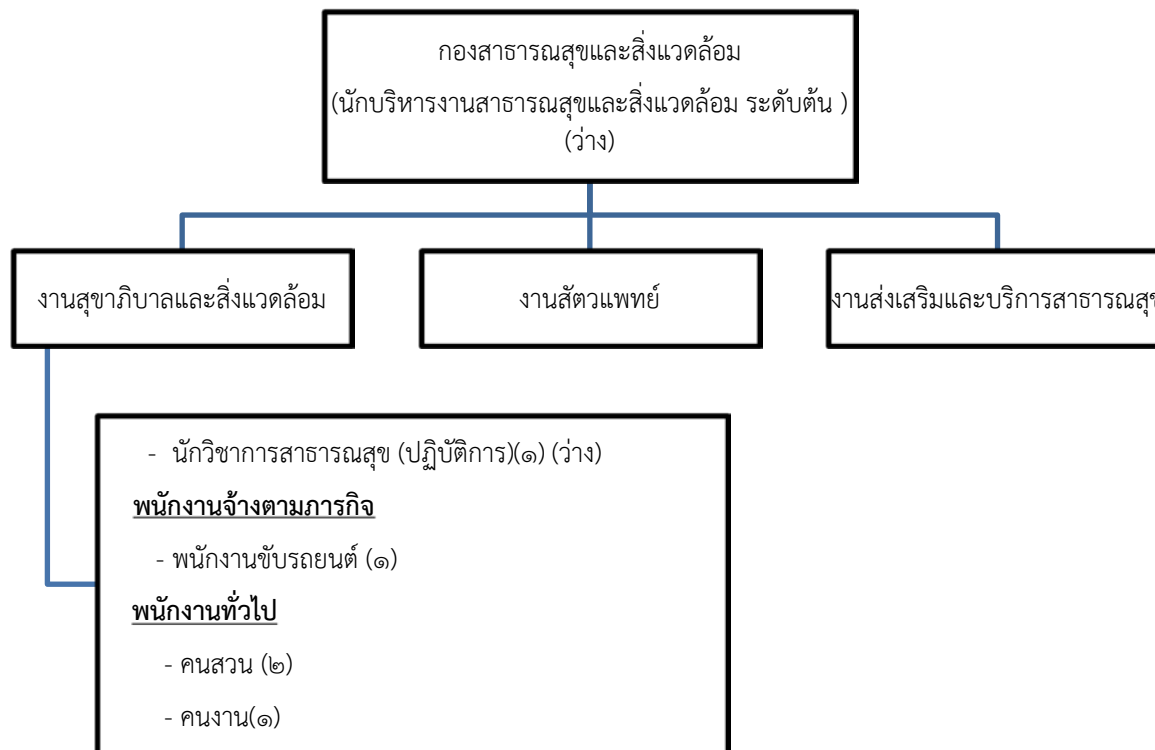 กองสาธารณสุขและสิ่งแวดล้อม
(นักบริหารงานสาธารณสุขและสิ่งแวดล้อม ระดับต้น )
(ว่าง)
งานสุขาภิบาลและสิ่งแวดล้อม
งานสัตวแพทย์
งานส่งเสริมและบริการสาธารณสุข
- นักวิชาการสาธารณสุข (ปฏิบัติการ)(๑) (ว่าง)
พนักงานจ้างตามภารกิจ
- พนักงานขับรถยนต์ (๑)
พนักงานทั่วไป
- คนสวน (๒)
- คนงาน(๑)